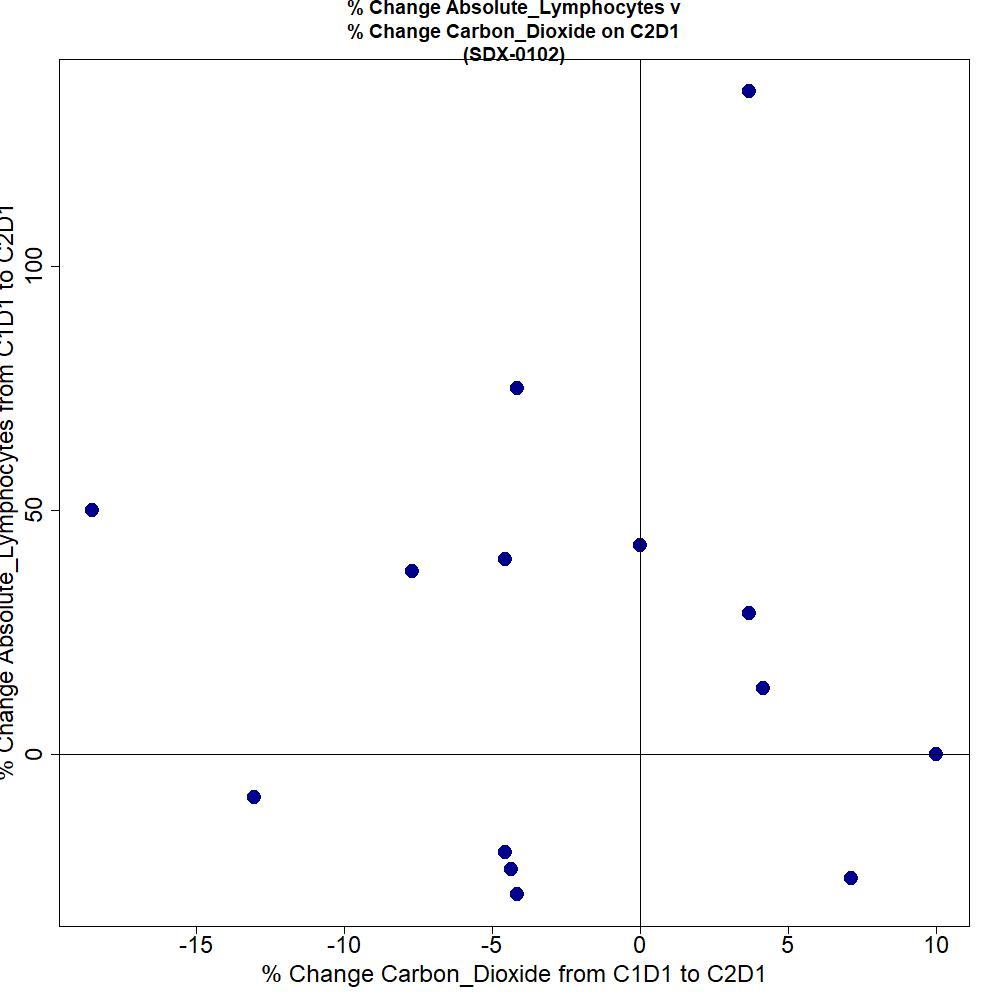 % Change Absolute_Lymphocytes v
% Change Carbon_Dioxide on C2D1
(SDX-0102)
% Change Absolute_Lymphocytes from C1D1 to C2D1
100
50
0
-15
-10
-5
0
5
10
% Change Carbon_Dioxide from C1D1 to C2D1